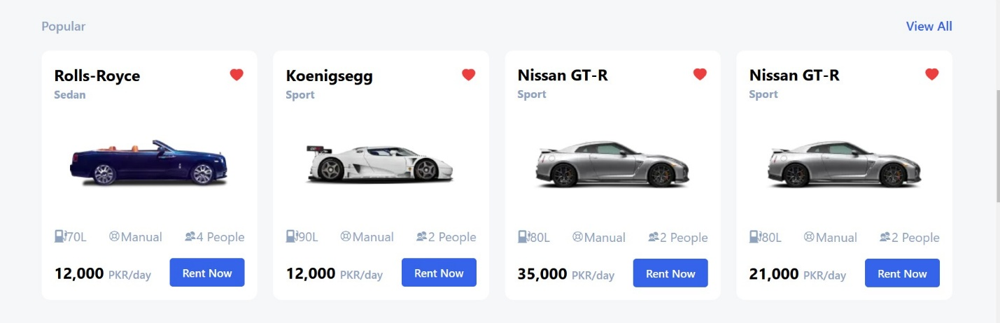 Popular View All
Rolls-Royce
Sedan
70L Manual 4 People
12,000 PKR/day Rent Now
Koenigsegg
Sport
90L Manual 2 People
12,000 PKR/day Rent Now
Nissan GT-R
Sport
80L Manual 2 People
35,000 PKR/day Rent Now
Nissan GT-R
Sport
80L Manual 2 People
21,000 PKR/day Rent Now